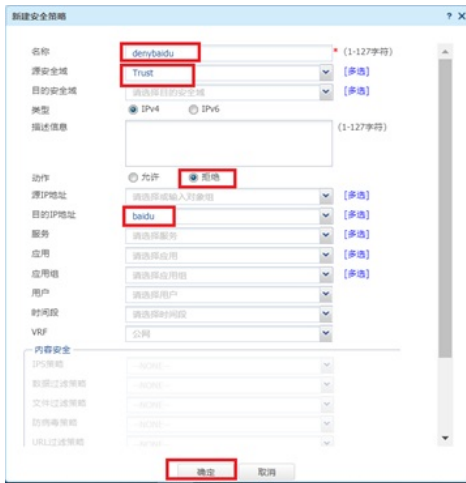 新建安全策略 ? X
名称 denybaidu * (1-127字符)
源安全域 Trust [多选]
目的安全域 请选择目的安全域 [多选]
类型 IPv4 IPv6
描述信息 (1-127字符)
动作 允许 拒绝
源IP地址 请选择或输入对象组 [多选]
目的IP地址 baidu [多选]
服务 请选择服务 [多选]
应用 请选择应用 [多选]
应用组 请选择应用组 [多选]
用户 请选择用户
时间段 请选择时间段
VRF 公网
内容安全
IPS策略 --NONE--
数据过滤策略 --NONE--
文件过滤策略 --NONE--
防病毒策略 --NONE--
URL过滤策略 --NONE--
确定 取消